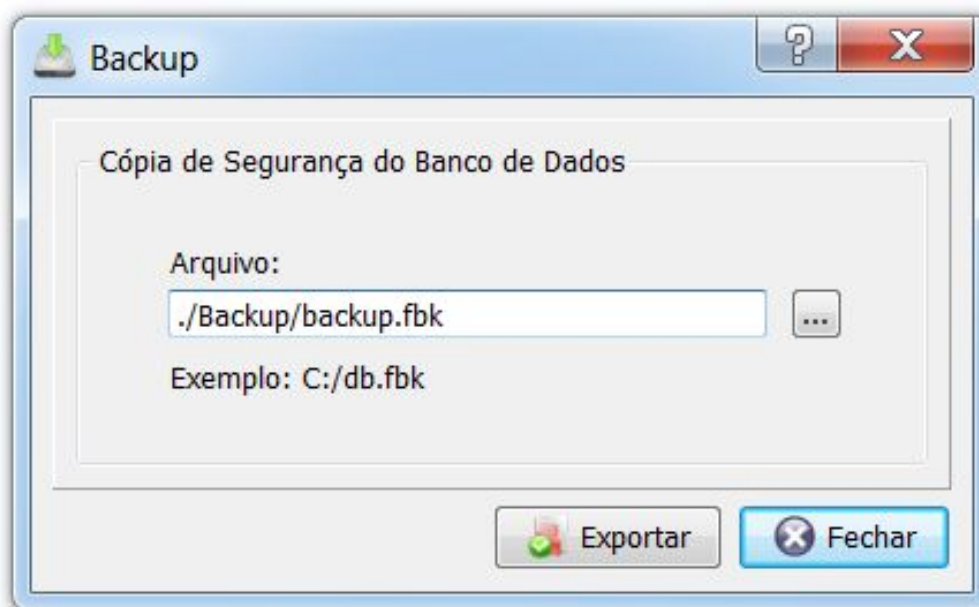 Backup
Cópia de Segurança do Banco de Dados
Arquivo:
./Backup/backup.fbk
...
Exemplo: C:/db.fbk
Exportar
Fechar